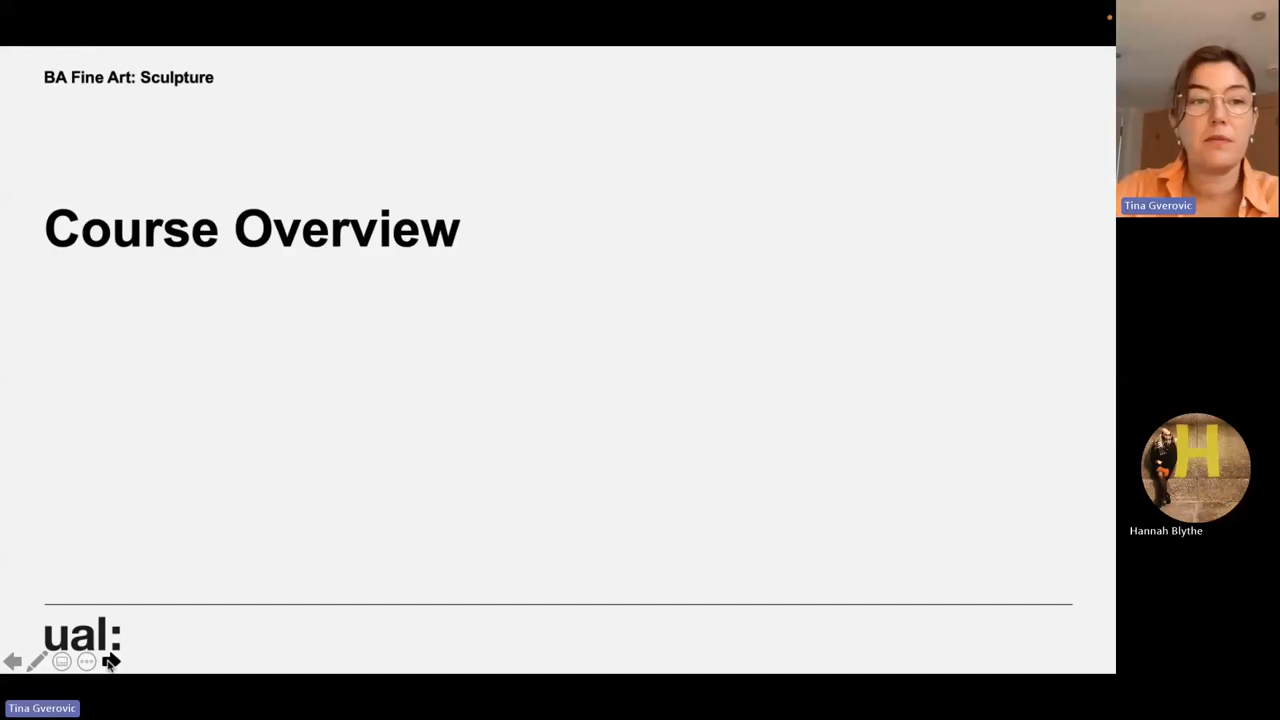 BA Fine Art: Sculpture
Course Overview
ual:
Tina Gverovic
H
Hannah Blythe
Tina Gverovic